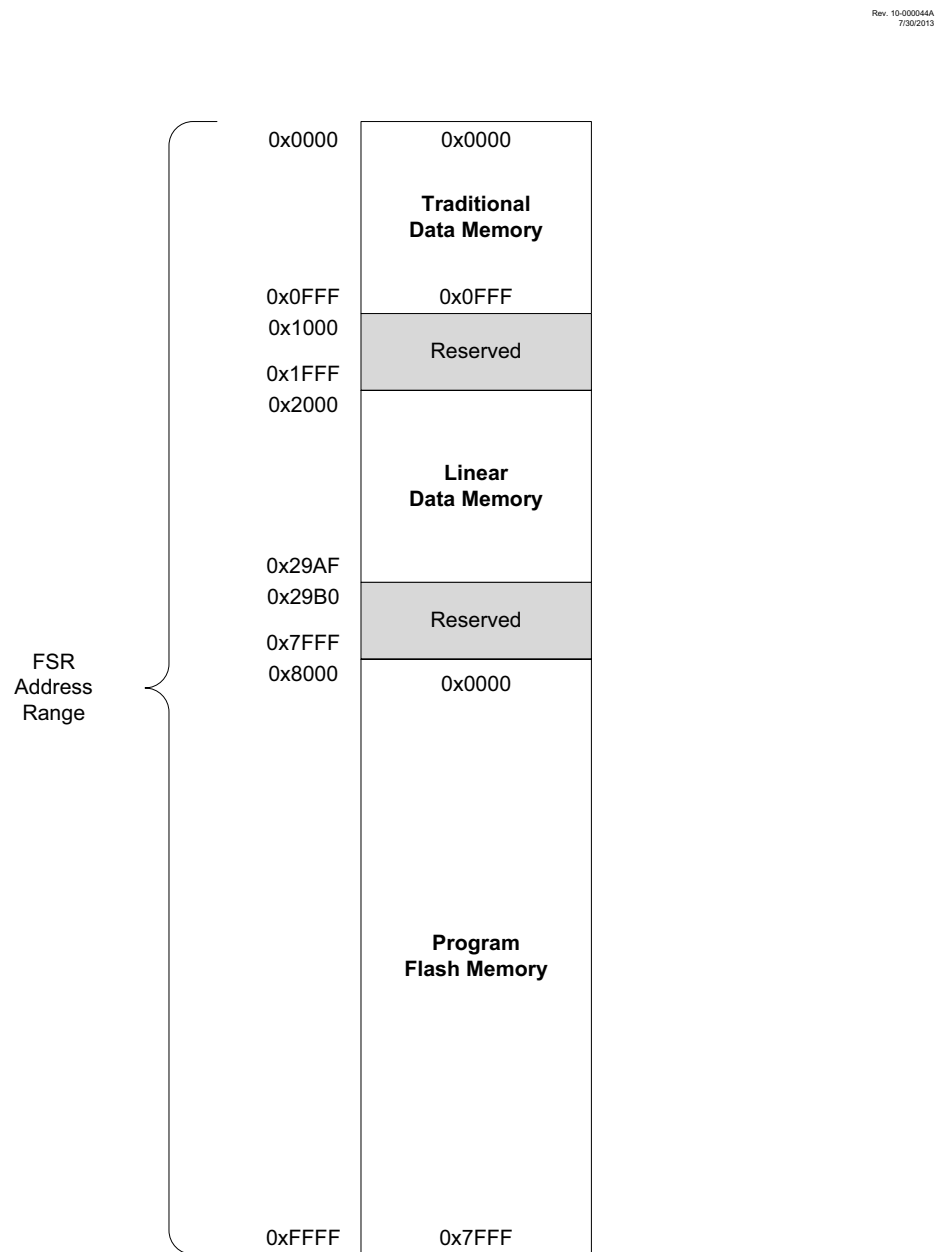 Rev. 10-000044A
7/30/2013
0x0000 0x0000
Traditional
Data Memory
0x0FFF 0x0FFF
0x1000
Reserved
0x1FFF
0x2000
Linear
Data Memory
0x29AF
0x29B0
Reserved
0x7FFF
0x8000 0x0000
FSR
Address
Range
Program
Flash Memory
0xFFFF 0x7FFF